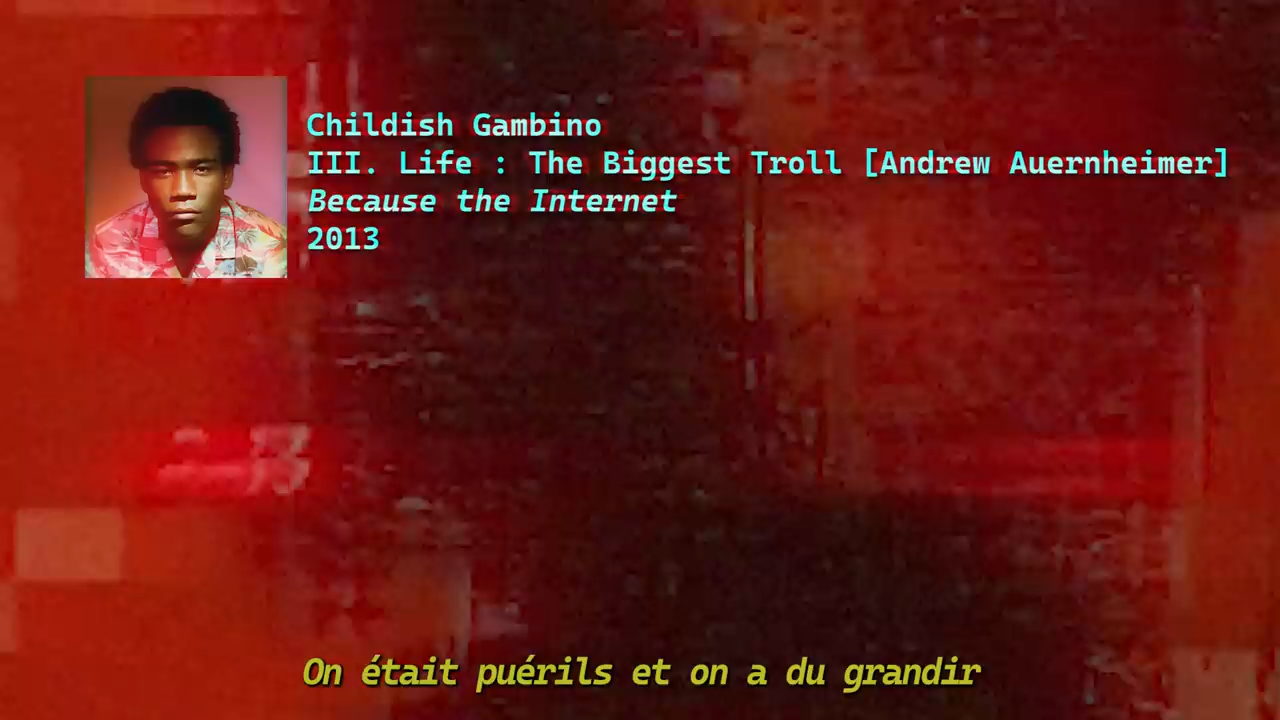 Childish Gambino
III. Life : The Biggest Troll [Andrew Auernheimer]
Because the Internet
2013
On était puérils et on a du grandir